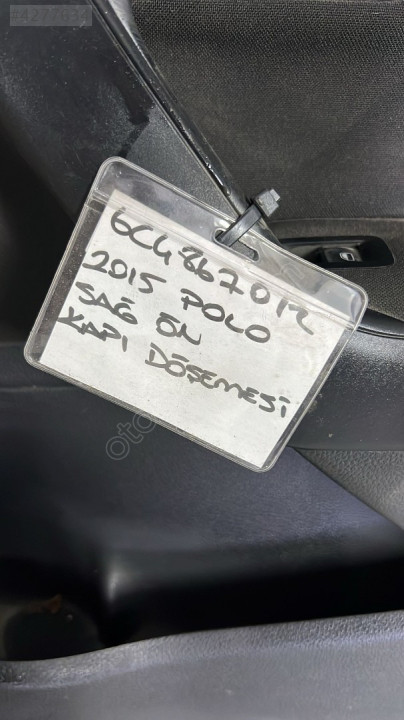 6C4867012
2015 POLO
SAĞ ÖN
KAPI DÖŞEMESİ